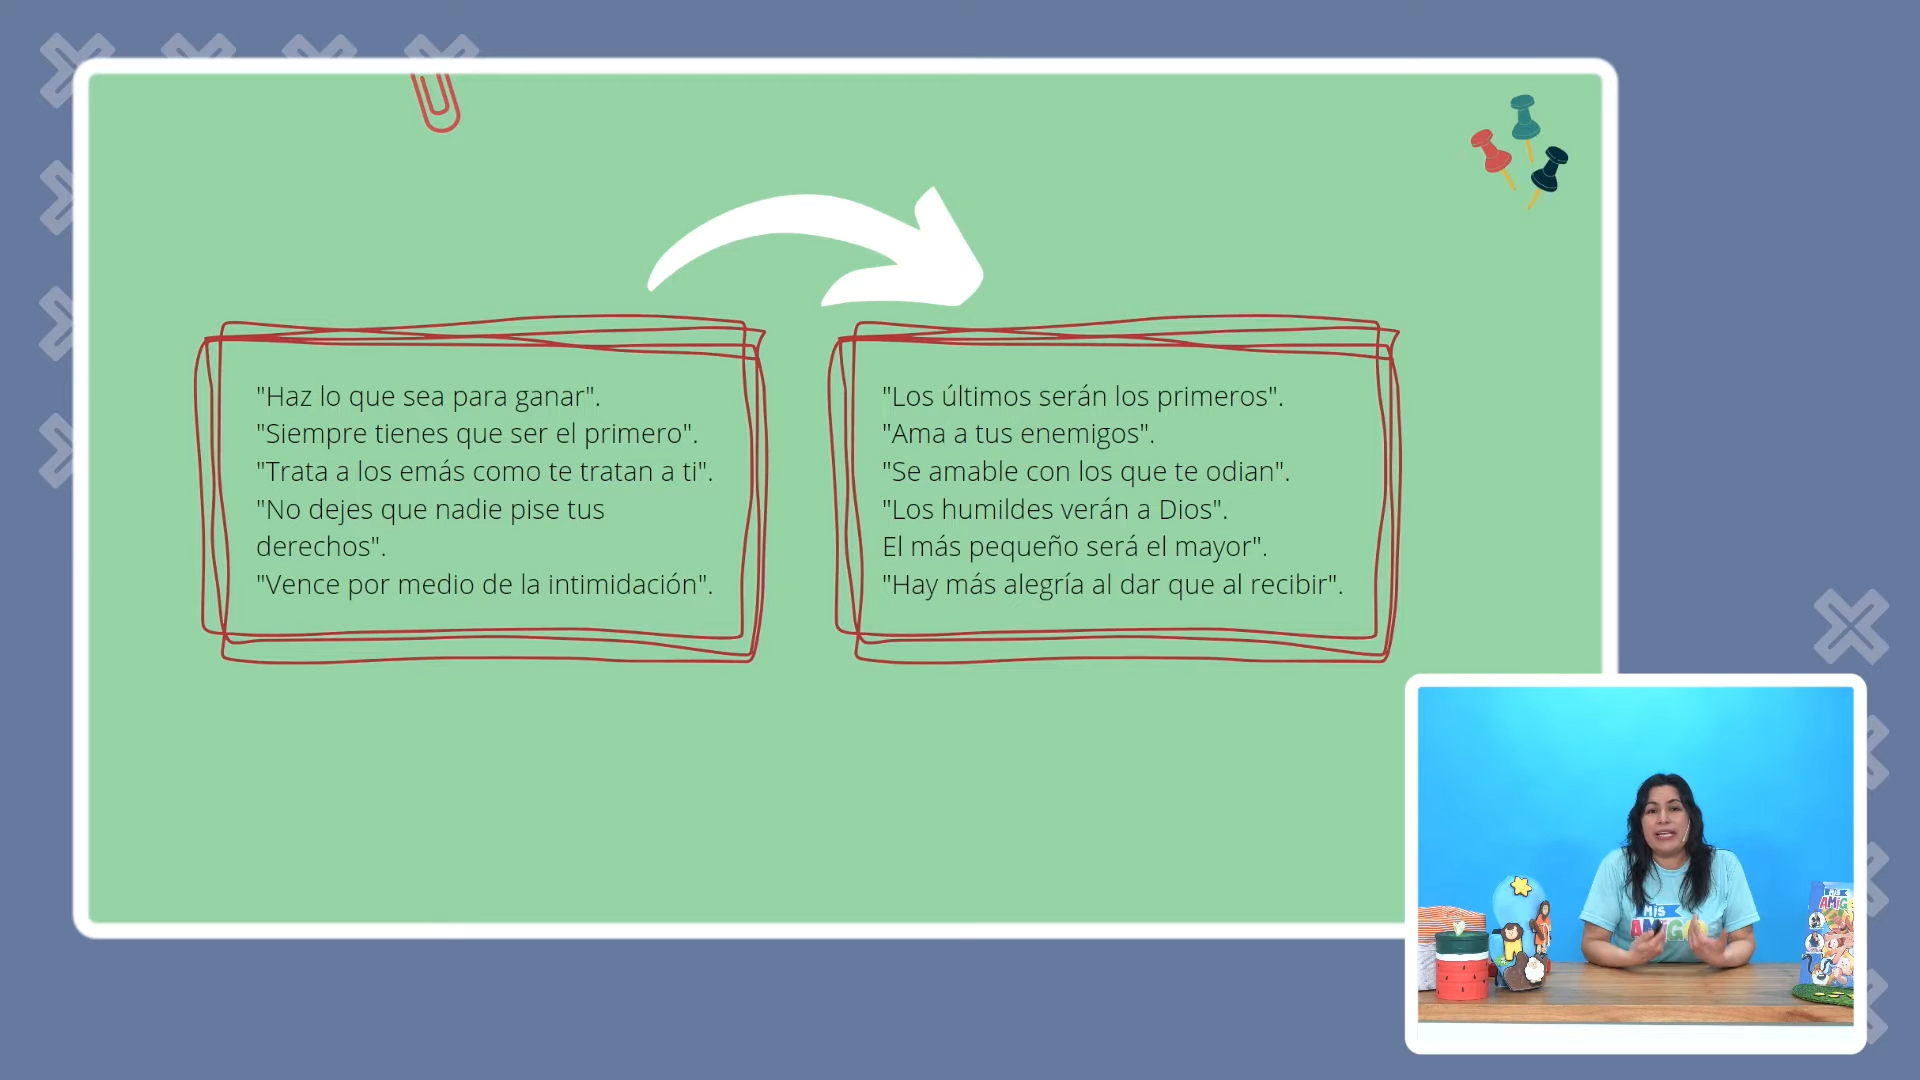 "Haz lo que sea para ganar".
"Siempre tienes que ser el primero".
"Trata a los emás como te tratan a ti".
"No dejes que nadie pise tus
derechos".
"Vence por medio de la intimidación".
"Los últimos serán los primeros".
"Ama a tus enemigos".
"Se amable con los que te odian".
"Los humildes verán a Dios".
El más pequeño será el mayor".
"Hay más alegría al dar que al recibir".
MIS
MIS